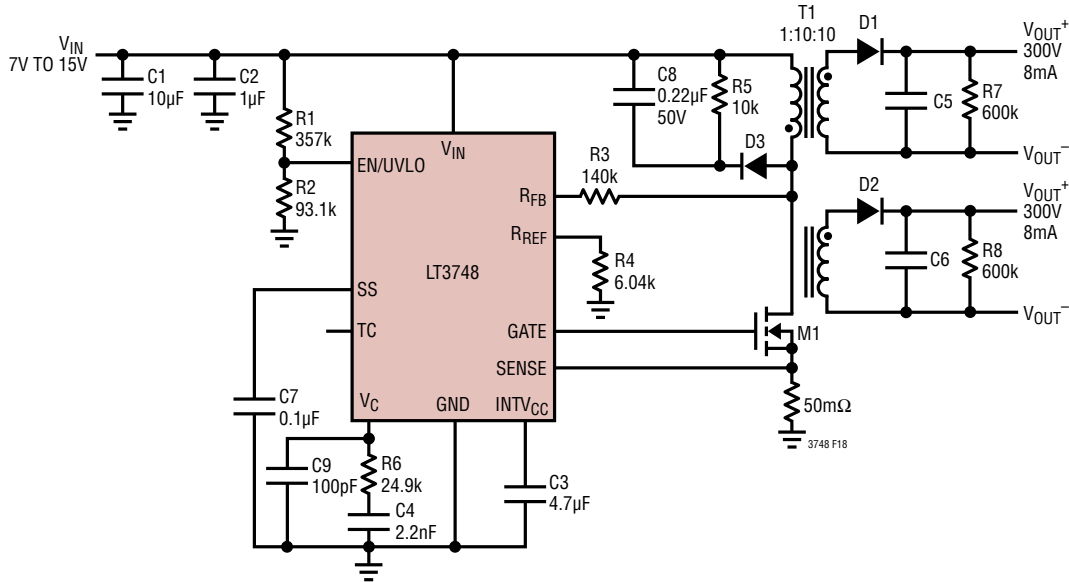 T1
1:10:10
D1
VIN
7V TO 15V
C1
10µF
C2
1µF
R1
357k
R2
93.1k
C8
0.22µF
50V
R5
10k
D3
C5
R7
600k
VOUT+
300V
8mA
VOUT–
VIN
EN/UVLO
RFB
R3
140k
RREF
R4
6.04k
LT3748
D2
C6
R8
600k
VOUT+
300V
8mA
VOUT–
SS
TC
GATE
SENSE
M1
50mΩ
3748 F18
C7
0.1µF
VC
GND
INTVCC
C9
100pF
R6
24.9k
C4
2.2nF
C3
4.7µF